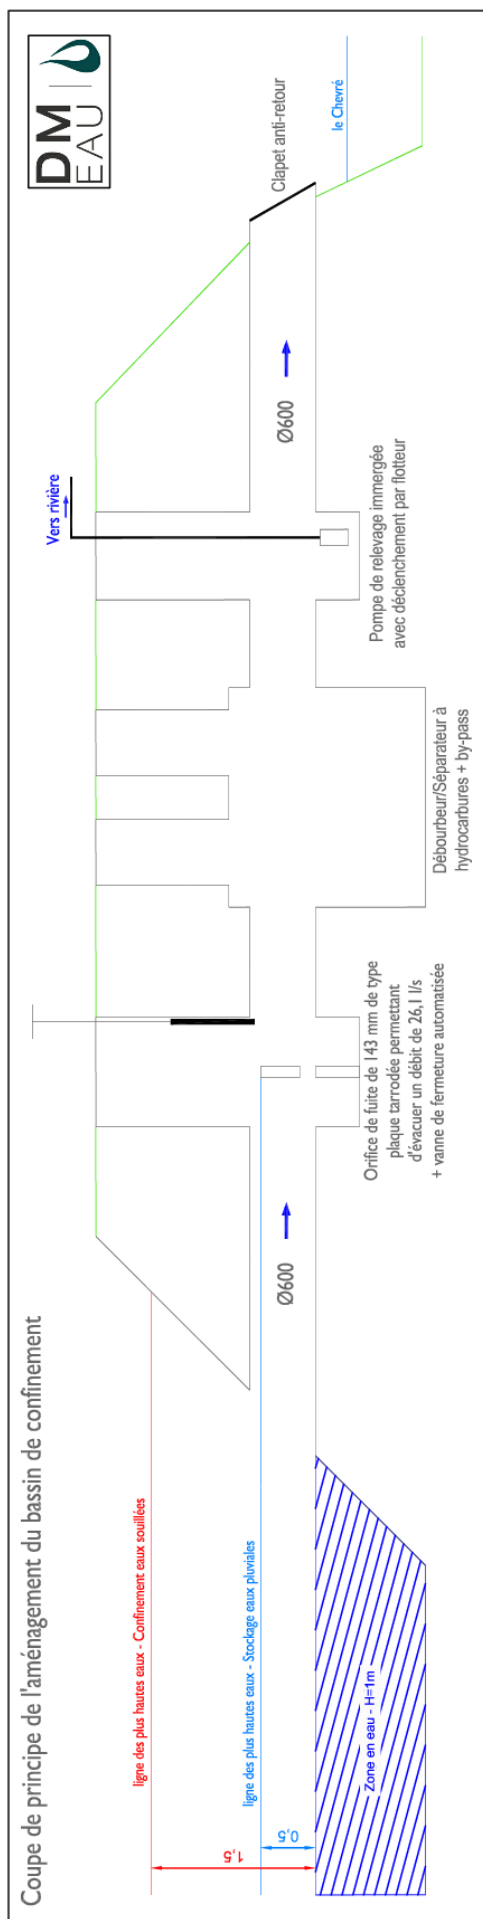 Coupe de principe de l'aménagement du bassin de confinement
DM
EAU
Vers rivière
Clapet anti-retour
le Chevré
ligne des plus hautes eaux - Confinement eaux souillées
ligne des plus hautes eaux - Stockage eaux pluviales
1,5
0,5
Zone en eau - H=1m
Ø600
Ø600
Orifice de fuite de 143 mm de type
plaque tarrodée permettant
d'évacuer un débit de 26,1 l/s
+ vanne de fermeture automatisée
Débourbeur/Séparateur à
hydrocarbures + by-pass
Pompe de relevage immergée
avec déclenchement par flotteur